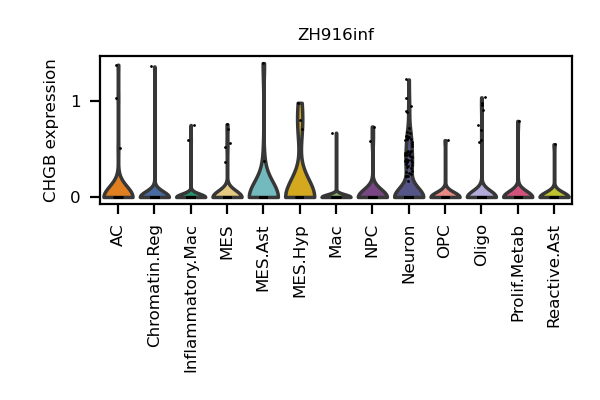 ZH916inf
CHGB expression
1
0
AC
Chromatin.Reg
Inflammatory.Mac
MES
MES.Ast
MES.Hyp
Mac
NPC
Neuron
OPC
Oligo
Prolif.Metab
Reactive.Ast